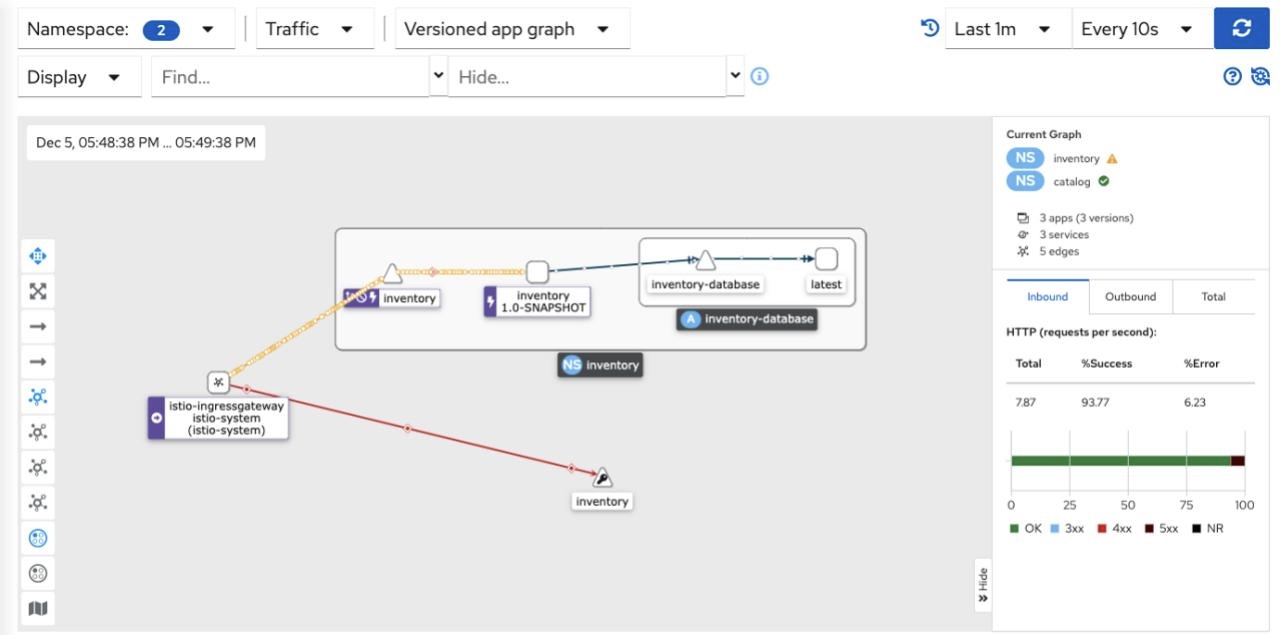 Namespace: 2
Traffic
Versioned app graph
Last 1m
Every 10s
Display
Find...
Hide...
Dec 5, 05:48:38 PM ... 05:49:38 PM
inventory
inventory
1.0-SNAPSHOT
inventory-database
latest
A inventory-database
NS inventory
istio-ingressgateway
istio-system
(istio-system)
inventory
Hide
Current Graph
NS inventory
NS catalog
3 apps (3 versions)
3 services
5 edges
Inbound Outbound Total
HTTP (requests per second):
Total %Success %Error
7.87 93.77 6.23
0 25 50 75 100
OK 3xx 4xx 5xx NR